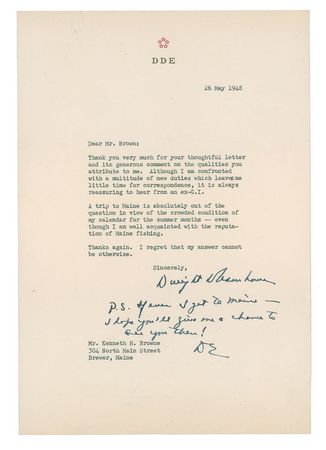 DDE
26 May 1948
Dear Mr. Brown:
Thank you very much for your thoughtful letter
and its generous comment on the qualities you
attribute to me. Although I am confronted
with a multitude of new duties which leaves me
little time for correspondence, it is always
reassuring to hear from an ex-G.I.
A trip to Maine is absolutely out of the
question in view of the crowded condition of
my calendar for the summer months -- even
though I am well acquainted with the reputa-
tion of Maine fishing.
Thanks again. I regret that my answer cannot
be otherwise.
Sincerely,
Dwight D Eisenhower
P.S. If ever I get to Maine —
I hope you'll give me a chance to
see you then!
DE
Mr. Kenneth H. Browne
304 North Main Street
Brewer, Maine